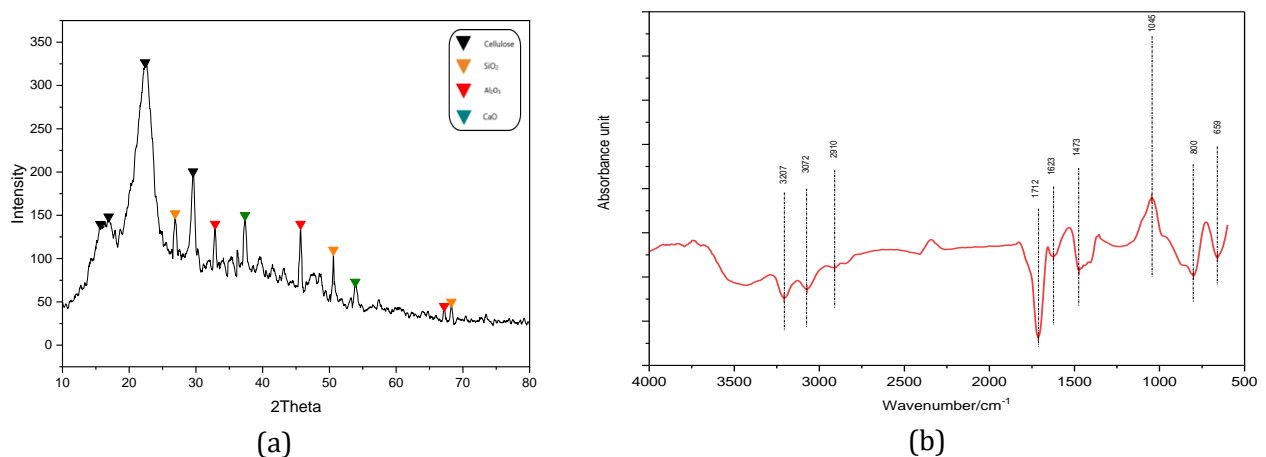 350
300
250
200
150
100
50
0
Intensity
10 20 30 40 50 60 70 80
2Theta
Cellulose
SiO₂
Al₂O₃
CaO
(a)
Absorbance unit
3207
3072
2910
1712
1623
1473
1045
800
659
4000 3500 3000 2500 2000 1500 1000 500
Wavenumber/cm⁻¹
(b)